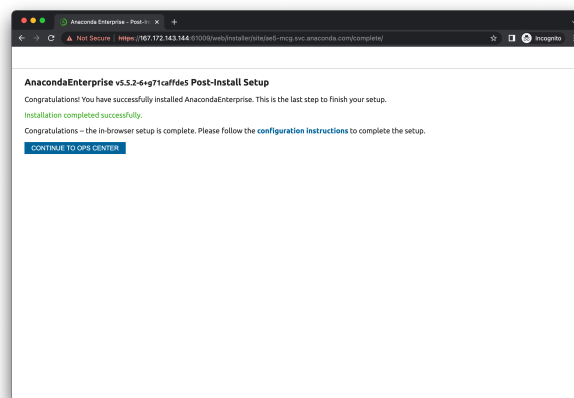 Anaconda Enterprise - Post-In
Not Secure | https://167.172.143.144:61009/web/installer/site/ae5-mcg.svc.anaconda.com/complete/
Incognito
AnacondaEnterprise v5.5.2-6+g71caffde5 Post-Install Setup
Congratulations! You have successfully installed AnacondaEnterprise. This is the last step to finish your setup.
Installation completed successfully.
Congratulations – the in-browser setup is complete. Please follow the configuration instructions to complete the setup.
CONTINUE TO OPS CENTER